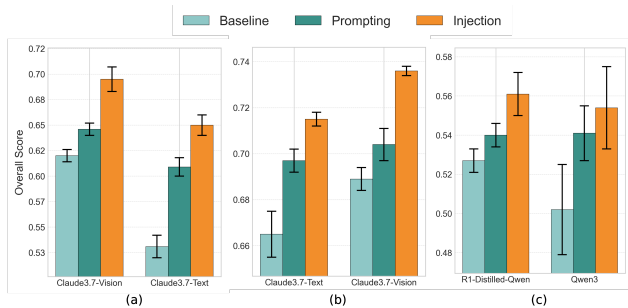 Baseline Prompting Injection
Overall Score
0.72
0.70
0.68
0.65
0.62
0.60
0.57
0.55
0.53
Claude3.7-Vision Claude3.7-Text
(a)
0.74
0.72
0.70
0.68
0.66
Claude3.7-Text Claude3.7-Vision
(b)
0.58
0.56
0.54
0.52
0.50
0.48
R1-Distilled-Qwen Qwen3
(c)